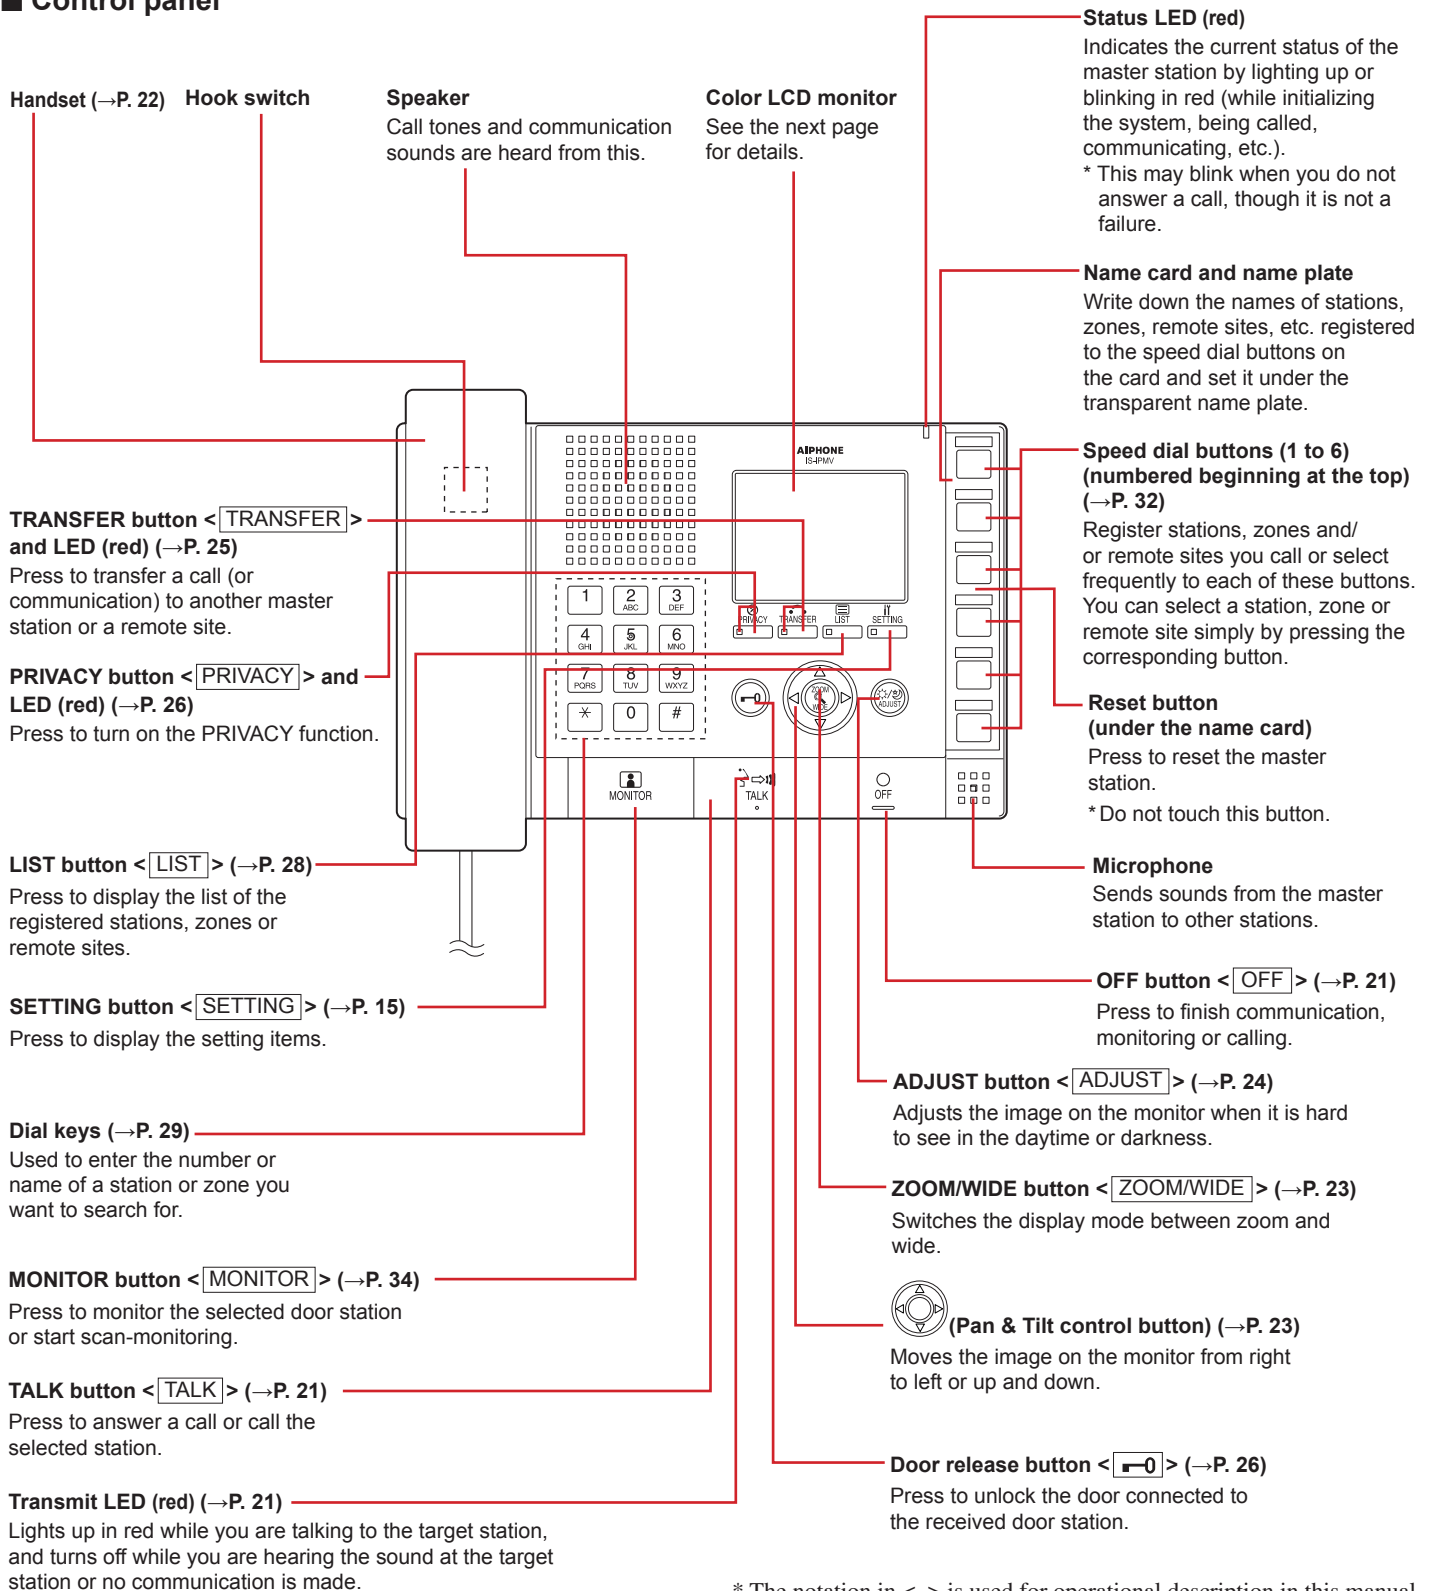 ■ Control panel
Handset (→P. 22)
Hook switch
Speaker
Call tones and communication
sounds are heard from this.
Color LCD monitor
See the next page
for details.
Status LED (red)
Indicates the current status of the
master station by lighting up or
blinking in red (while initializing
the system, being called,
communicating, etc.).
* This may blink when you do not
answer a call, though it is not a
failure.
Name card and name plate
Write down the names of stations,
zones, remote sites, etc. registered
to the speed dial buttons on
the card and set it under the
transparent name plate.
Speed dial buttons (1 to 6)
(numbered beginning at the top)
(→P. 32)
Register stations, zones and/
or remote sites you call or select
frequently to each of these buttons.
You can select a station, zone or
remote site simply by pressing the
corresponding button.
Reset button
(under the name card)
Press to reset the master
station.
* Do not touch this button.
Microphone
Sends sounds from the master
station to other stations.
OFF button < OFF > (→P. 21)
Press to finish communication,
monitoring or calling.
ADJUST button < ADJUST > (→P. 24)
Adjusts the image on the monitor when it is hard
to see in the daytime or darkness.
ZOOM/WIDE button < ZOOM/WIDE > (→P. 23)
Switches the display mode between zoom and
wide.
(Pan & Tilt control button) (→P. 23)
Moves the image on the monitor from right
to left or up and down.
Door release button < > (→P. 26)
Press to unlock the door connected to
the received door station.
TRANSFER button < TRANSFER >
and LED (red) (→P. 25)
Press to transfer a call (or
communication) to another master
station or a remote site.
PRIVACY button < PRIVACY > and
LED (red) (→P. 26)
Press to turn on the PRIVACY function.
LIST button < LIST > (→P. 28)
Press to display the list of the
registered stations, zones or
remote sites.
SETTING button < SETTING > (→P. 15)
Press to display the setting items.
Dial keys (→P. 29)
Used to enter the number or
name of a station or zone you
want to search for.
MONITOR button < MONITOR > (→P. 34)
Press to monitor the selected door station
or start scan-monitoring.
TALK button < TALK > (→P. 21)
Press to answer a call or call the
selected station.
Transmit LED (red) (→P. 21)
Lights up in red while you are talking to the target station,
and turns off while you are hearing the sound at the target
station or no communication is made.
AIPHONE
IS-IPMV
PRIVACY TRANSFER LIST SETTING
1 2 ABC 3 DEF
4 GHI 5 JKL 6 MNO
7 PQRS 8 TUV 9 WXYZ
* 0 #
ZOOM
WIDE
ADJUST
MONITOR
TALK
OFF
* The notation in < > is used for operational description in this manual